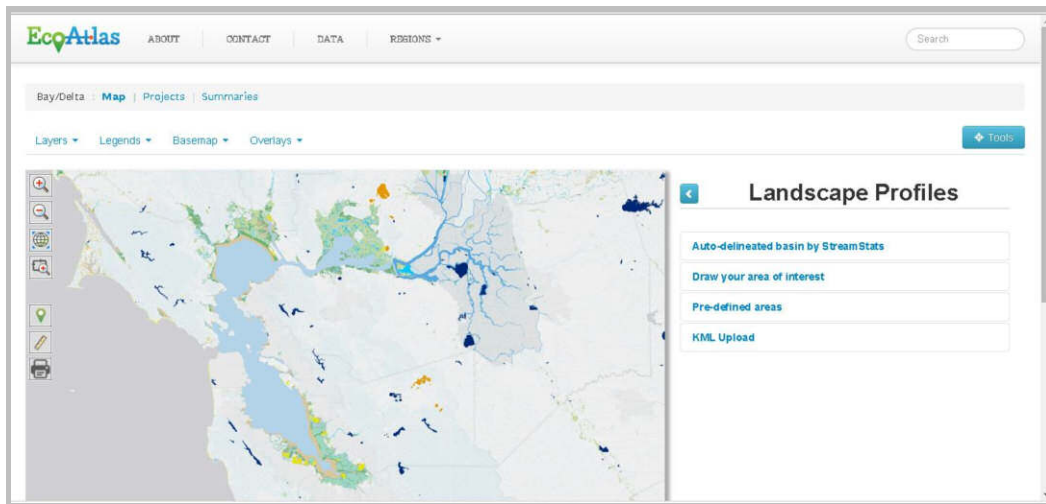 EcoAtlas ABOUT CONTACT DATA REGIONS Search
Bay/Delta : Map | Projects | Summaries
Layers Legends Basemap Overlays Tools
Landscape Profiles
Auto-delineated basin by StreamStats
Draw your area of interest
Pre-defined areas
KML Upload